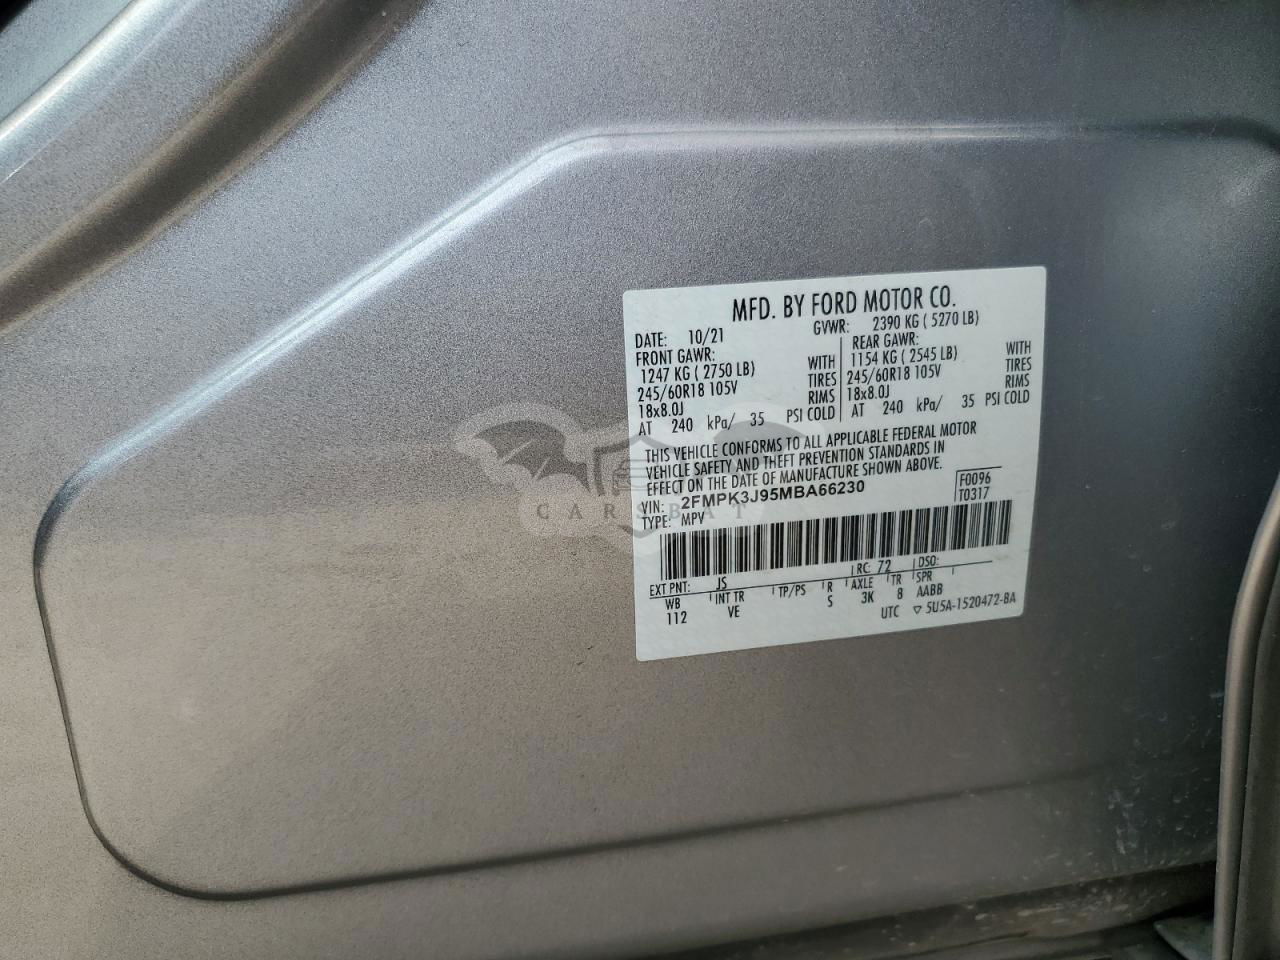 MFD. BY FORD MOTOR CO.
DATE: 10/21 GVWR: 2390 KG ( 5270 LB)
FRONT GAWR: REAR GAWR:
1247 KG ( 2750 LB) WITH 1154 KG ( 2545 LB) WITH
245/60R18 105V TIRES 245/60R18 105V TIRES
18x8.0J RIMS 18x8.0J RIMS
AT 240 kPa/ 35 PSI COLD AT 240 kPa/ 35 PSI COLD
THIS VEHICLE CONFORMS TO ALL APPLICABLE FEDERAL MOTOR
VEHICLE SAFETY AND THEFT PREVENTION STANDARDS IN
EFFECT ON THE DATE OF MANUFACTURE SHOWN ABOVE.
VIN: 2FMPK3J95MBA66230 F0096
TYPE: MPV T0317
CARSBAT
EXT PNT: JS RC: 72 DSO:
WB INT TR TP/PS R AXLE TR SPR
112 VE S 3K 8 AABB
UTC ▽ 5U5A-1520472-BA